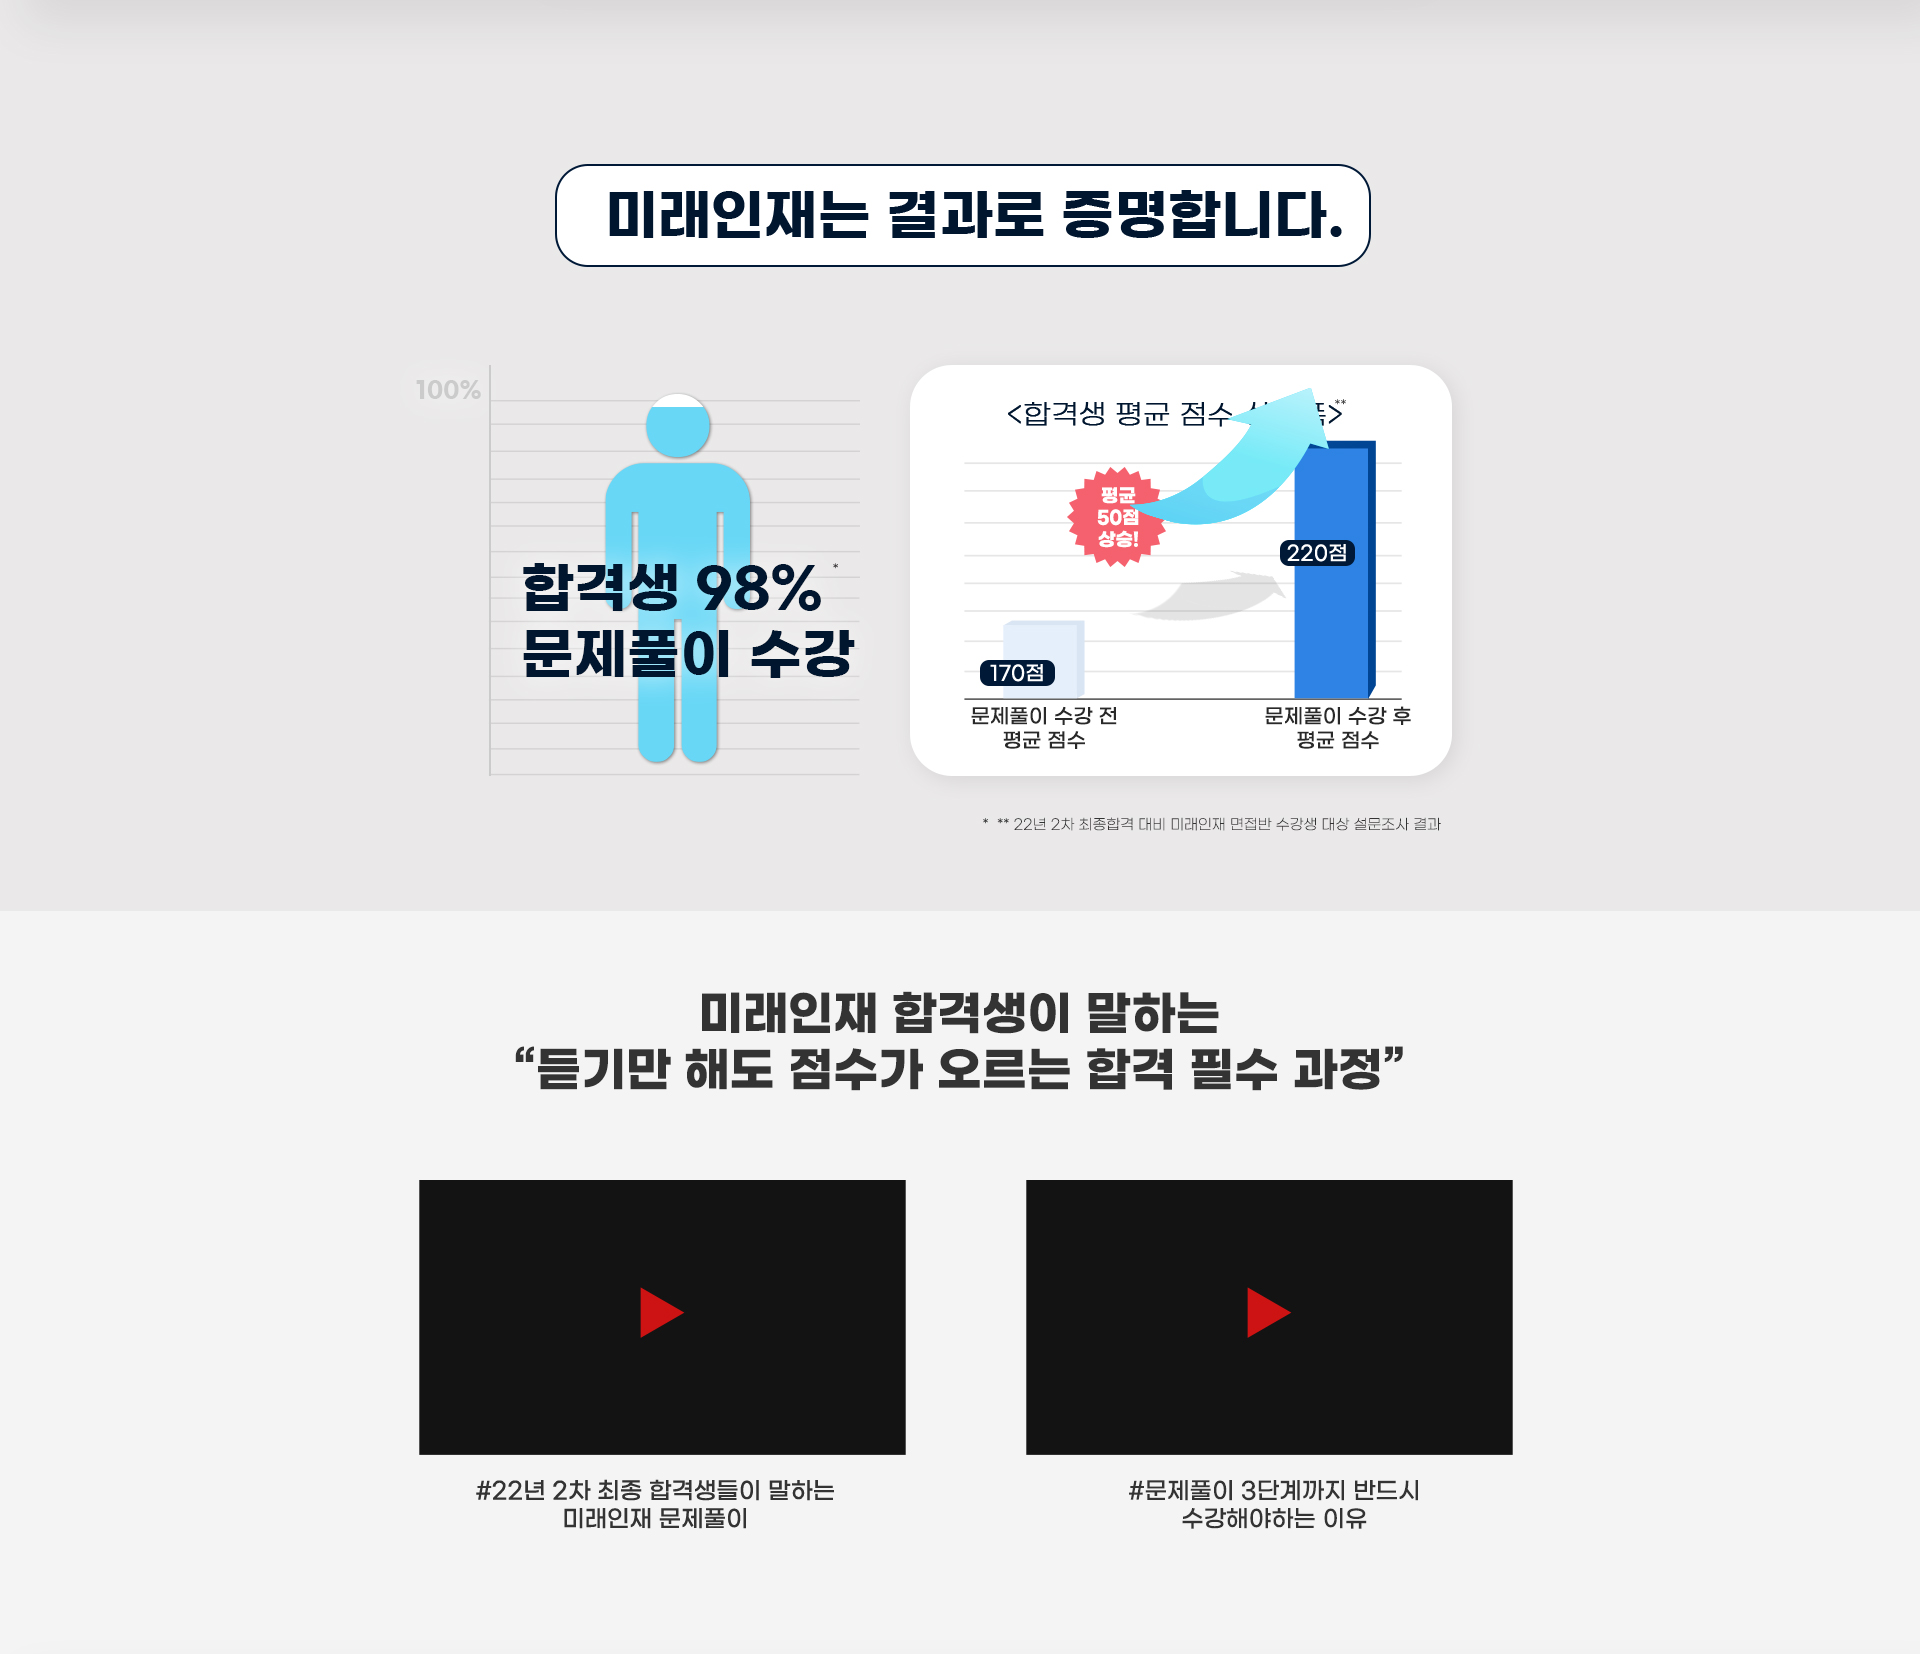 미래인재는 결과로 증명합니다.
100%
합격생 98% *
문제풀이 수강
<합격생 평균 점수 >**
평균
50점
상승!
220점
170점
문제풀이 수강 전
평균 점수
문제풀이 수강 후
평균 점수
* ** 22년 2차 최종합격 대비 미래인재 면접반 수강생 대상 설문조사 결과
미래인재 합격생이 말하는
“듣기만 해도 점수가 오르는 합격 필수 과정”
#22년 2차 최종 합격생들이 말하는
미래인재 문제풀이
#문제풀이 3단계까지 반드시
수강해야하는 이유